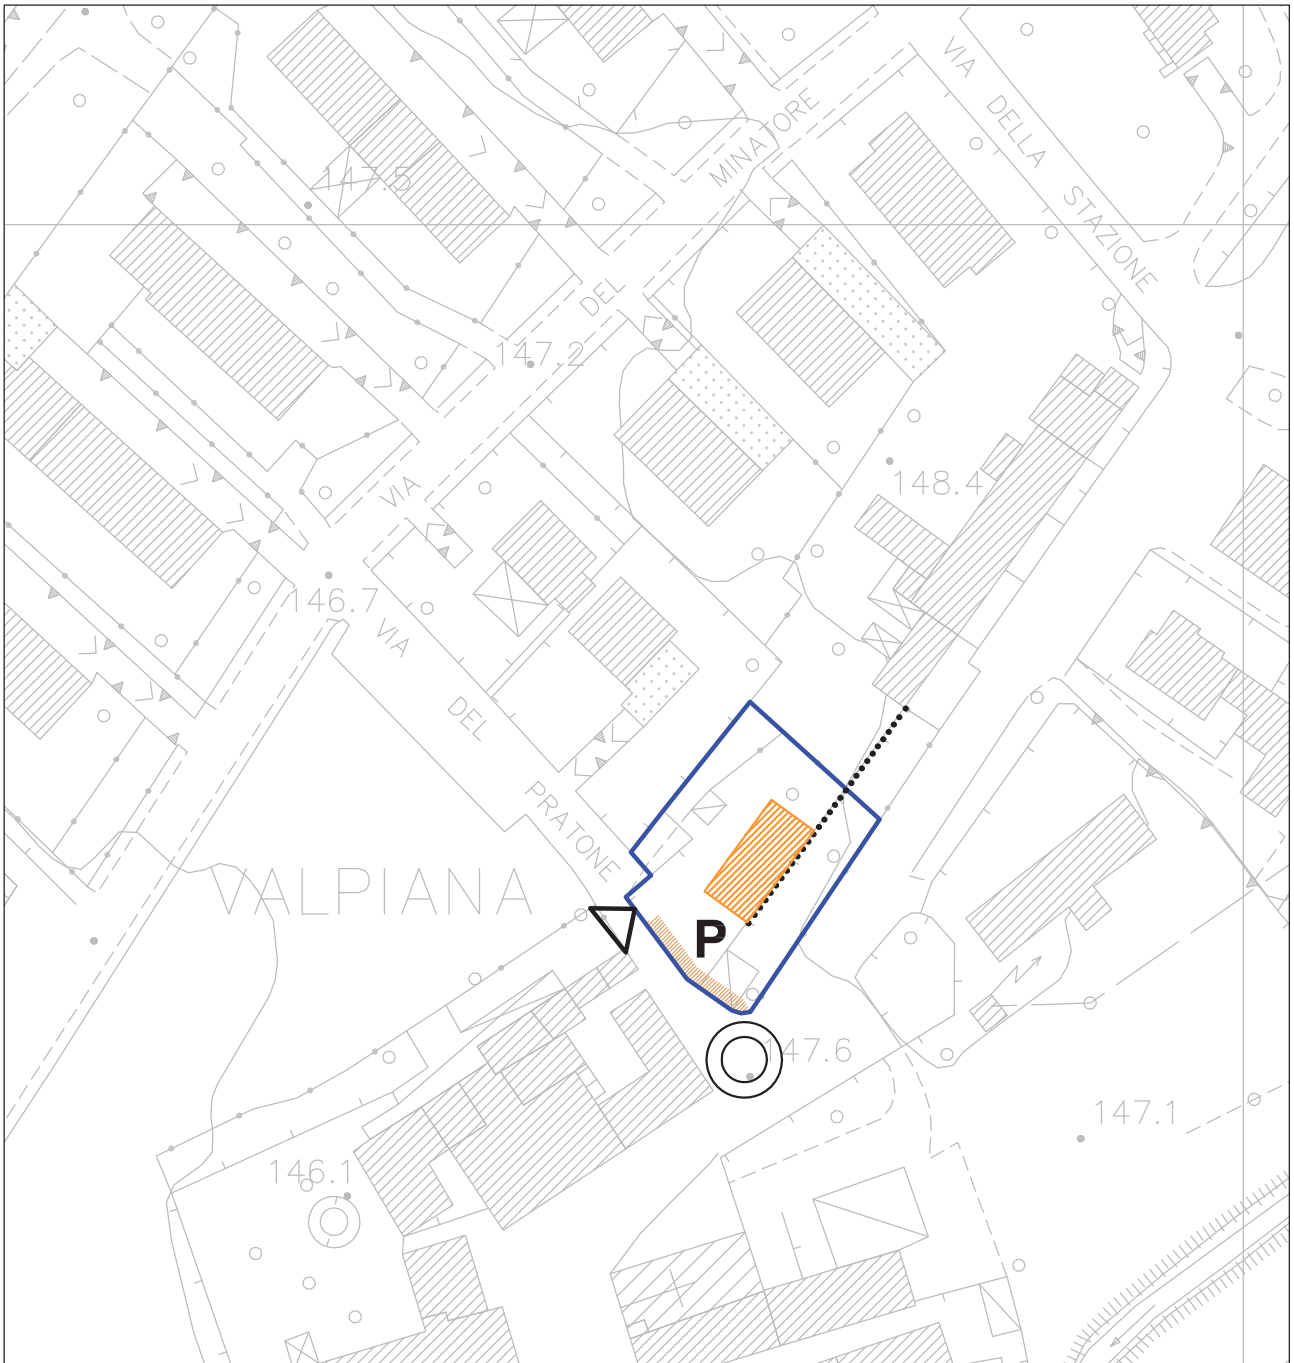 VIA DELLA STAZIONE
147.5
VIA DEL MINATORE
147.2
148.4
146.7
VIA DEL PRATONE
VALPIANA
P
147.6
147.1
146.1